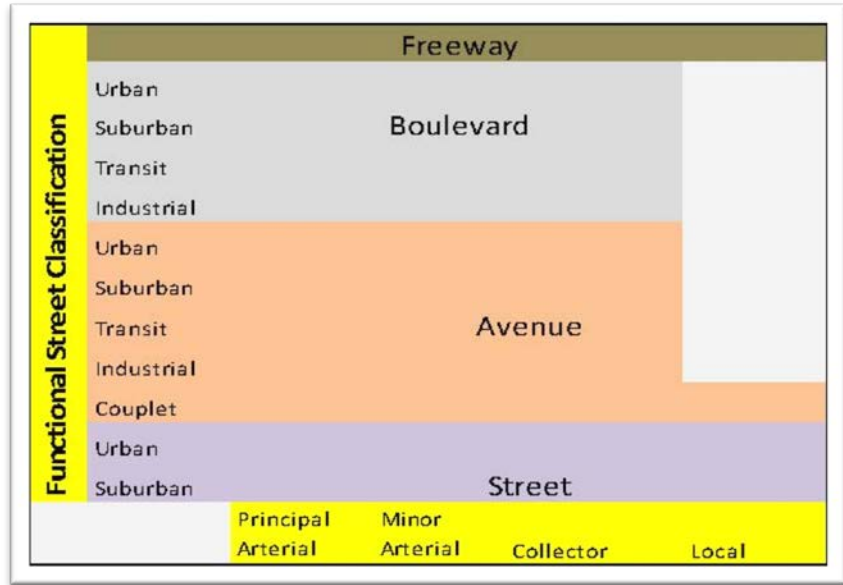 Functional Street Classification
Freeway
Urban
Suburban
Boulevard
Transit
Industrial
Urban
Suburban
Transit
Avenue
Industrial
Couplet
Urban
Suburban
Street
Principal Arterial
Minor Arterial
Collector
Local